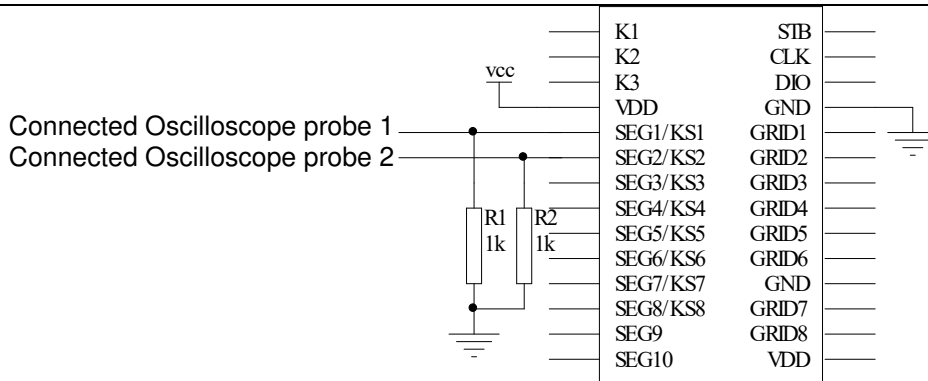 K1 STB
K2 CLK
vcc
K3 DIO
VDD GND
Connected Oscilloscope probe 1
SEG1/KS1 GRID1
Connected Oscilloscope probe 2
SEG2/KS2 GRID2
SEG3/KS3 GRID3
SEG4/KS4 GRID4
R1 R2
1k 1k
SEG5/KS5 GRID5
SEG6/KS6 GRID6
SEG7/KS7 GND
SEG8/KS8 GRID7
SEG9 GRID8
SEG10 VDD